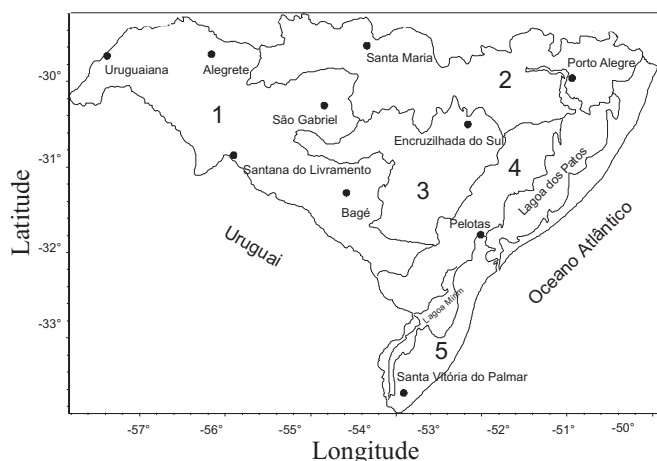 Latitude
-30°
-31°
-32°
-33°
Uruguaiana
Alegrete
Santa Maria
Porto Alegre
1
2
São Gabriel
Encruzilhada do Sul
Santana do Livramento
3
4
Lagoa dos Patos
Bagé
Pelotas
Uruguai
Oceano Atlântico
Lagoa Mirim
5
Santa Vitória do Palmar
-57° -56° -55° -54° -53° -52° -51° -50°
Longitude